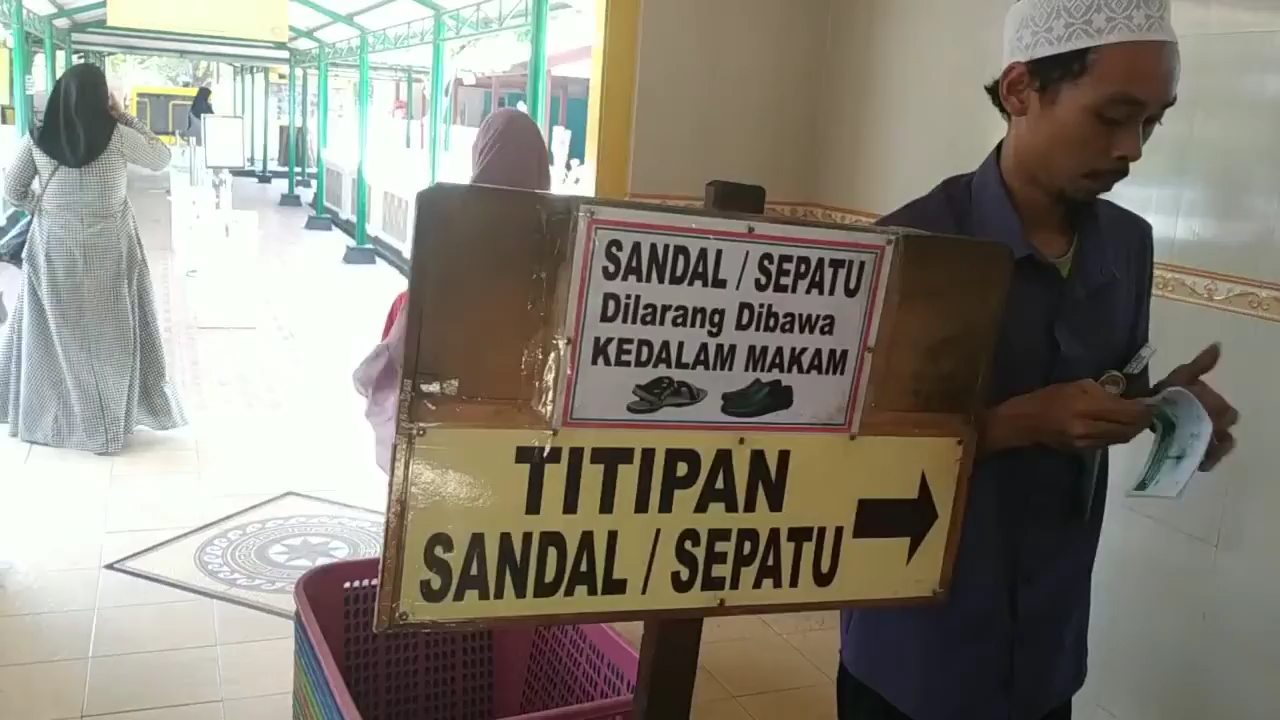 SANDAL / SEPATU
Dilarang Dibawa
KEDALAM MAKAM
TITIPAN
SANDAL / SEPATU